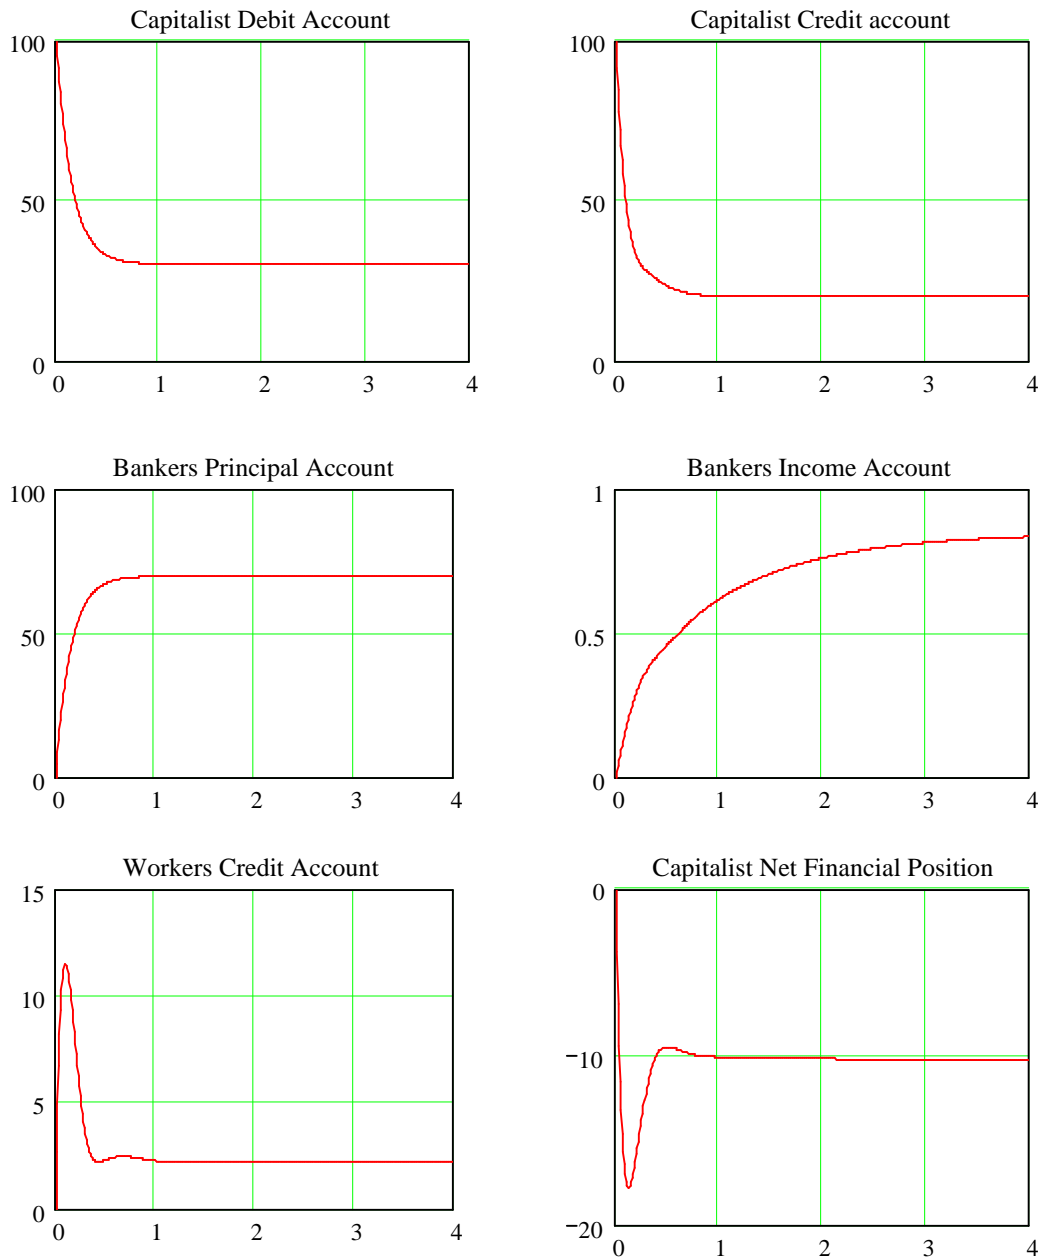 Capitalist Debit Account
100
50
0
0 1 2 3 4
Capitalist Credit account
100
50
0
0 1 2 3 4
Bankers Principal Account
100
50
0
0 1 2 3 4
Bankers Income Account
1
0.5
0
0 1 2 3 4
Workers Credit Account
15
10
5
0
0 1 2 3 4
Capitalist Net Financial Position
0
−10
−20
0 1 2 3 4